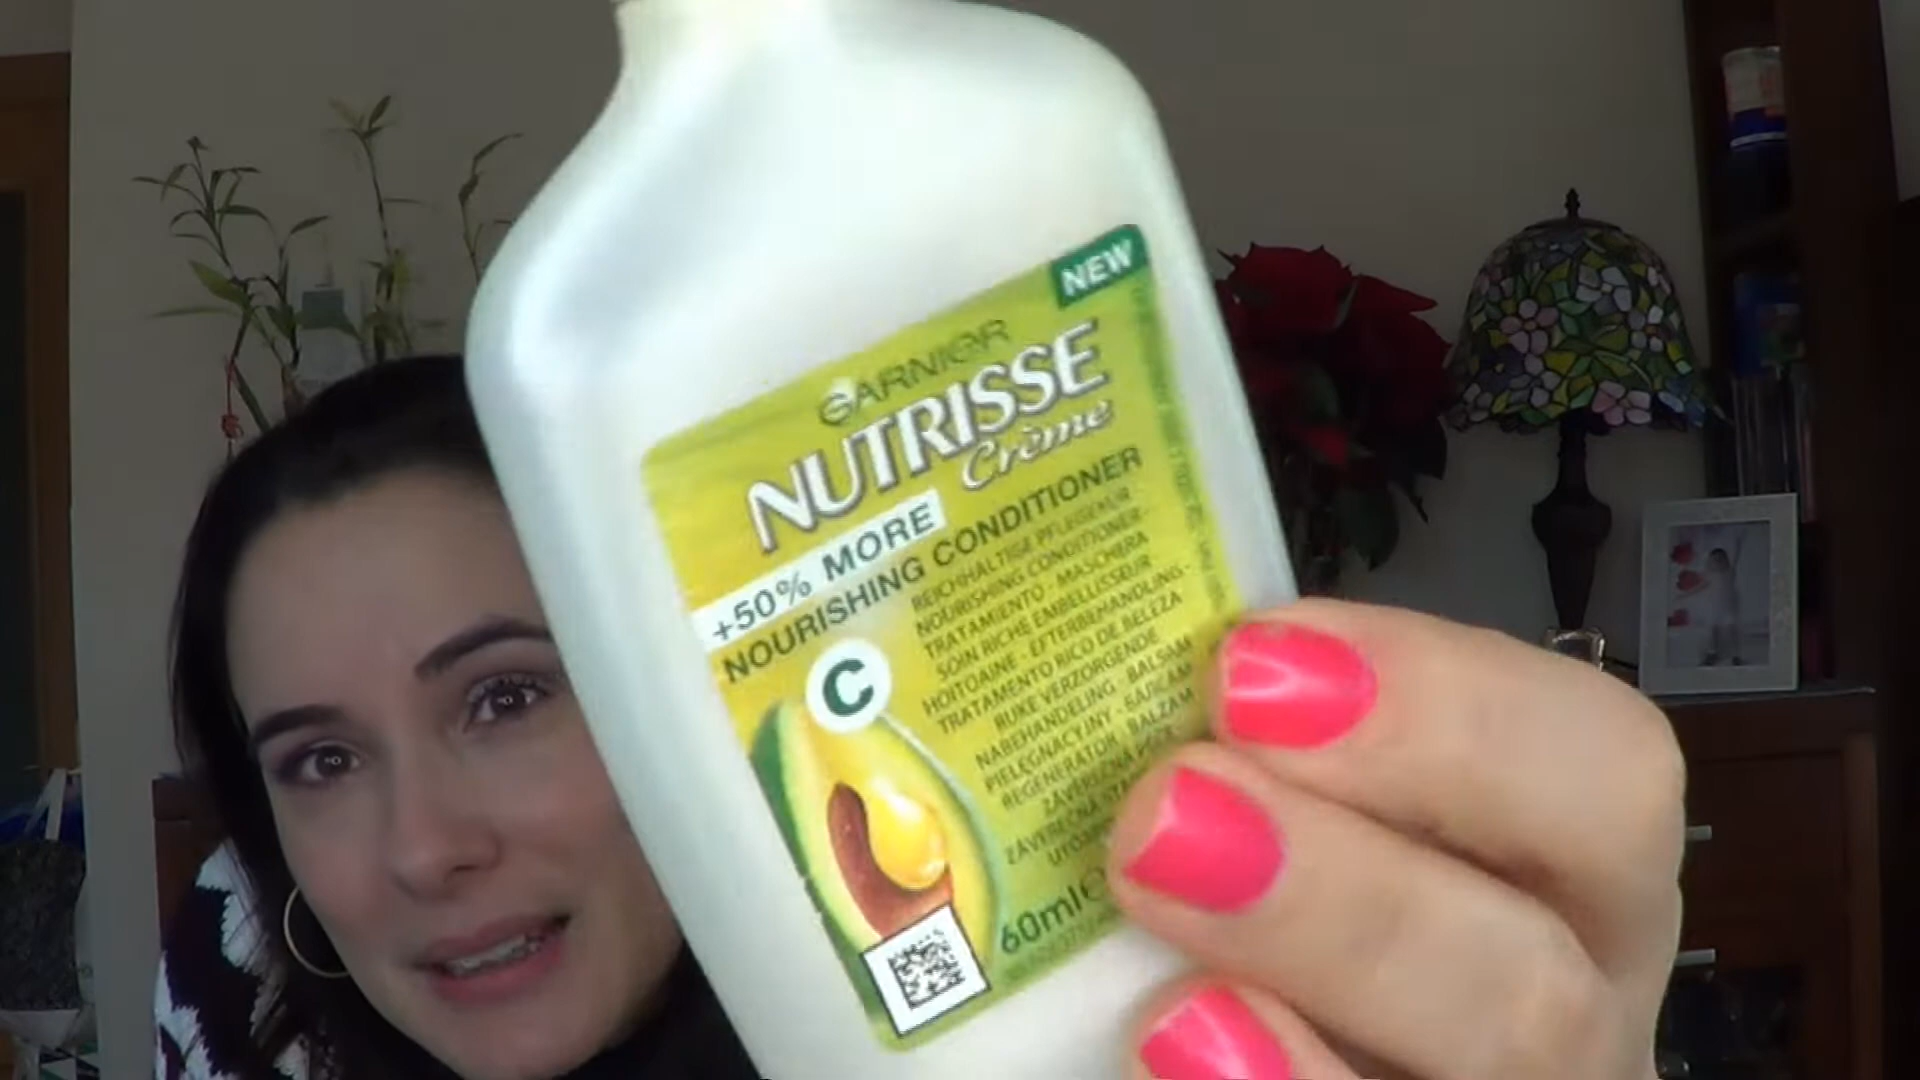 NEW
GARNIER
NUTRISSE
Crème
+50% MORE
NOURISHING CONDITIONER
REICHHALTIGE PFLEGEKUR
NOURISHING CONDITIONER
TRATAMIENTO · MASCHERA
SOIN RICHE EMBELLISSEUR
HOITOAINE · EFTERBEHANDLING ·
TRATAMENTO RICO DE BELEZA
RIJKE VERZORGENDE
NABEHANDELING · BALSAM
PIELĘGNACYJNY · БАЛСАМ
REGENERATOR · BALZAM
C
60ml